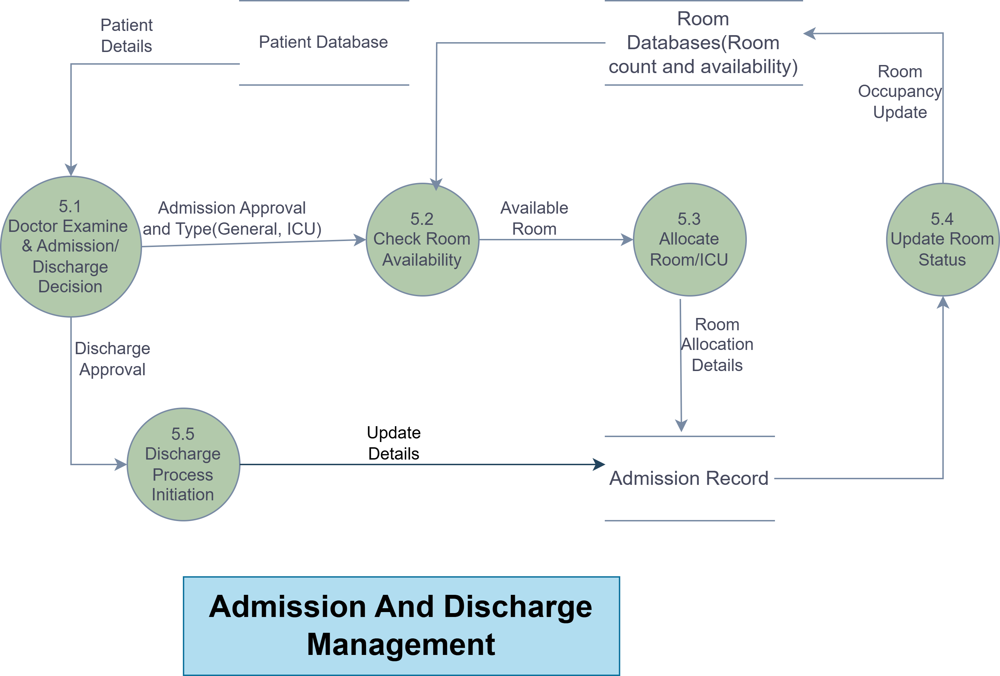 Patient
Details
Patient Database
Room
Databases(Room
count and availability)
Room
Occupancy
Update
5.1
Doctor Examine
& Admission/
Discharge
Decision
Admission Approval
and Type(General, ICU)
5.2
Check Room
Availability
Available
Room
5.3
Allocate
Room/ICU
5.4
Update Room
Status
Discharge
Approval
Room
Allocation
Details
5.5
Discharge
Process
Initiation
Update
Details
Admission Record
Admission And Discharge
Management